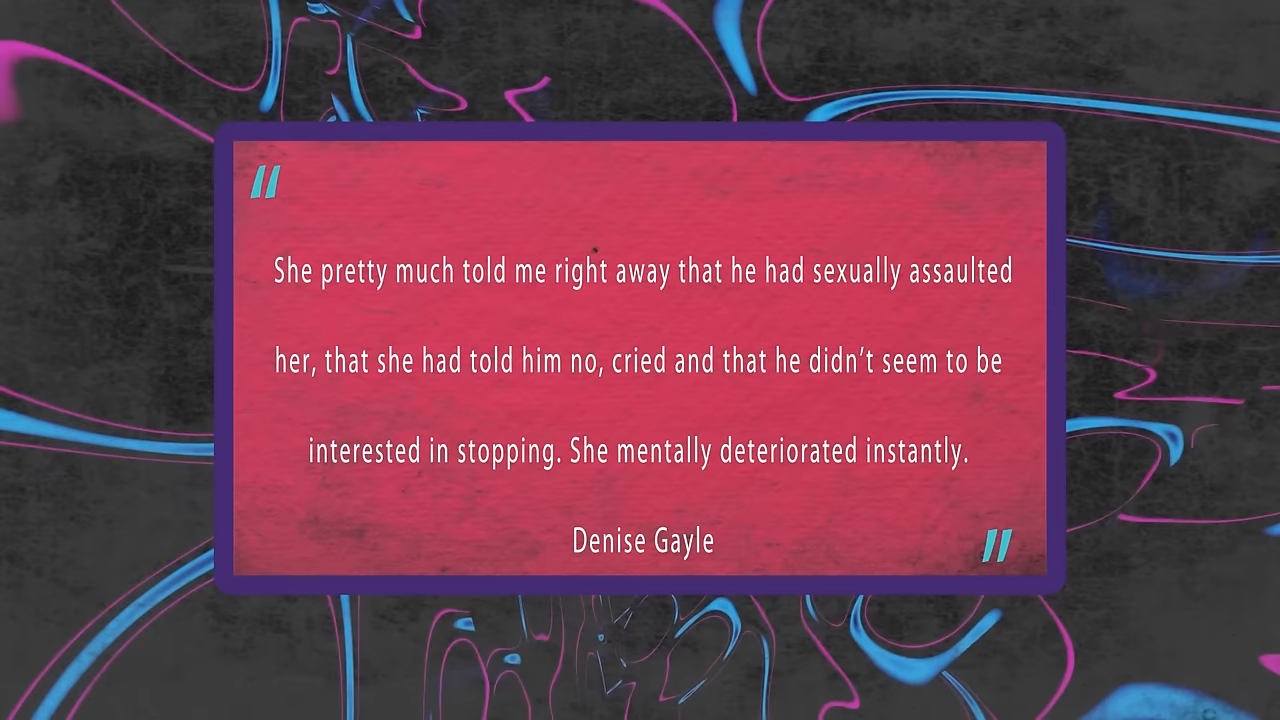 "
She pretty much told me right away that he had sexually assaulted
her, that she had told him no, cried and that he didn’t seem to be
interested in stopping. She mentally deteriorated instantly.
Denise Gayle
"